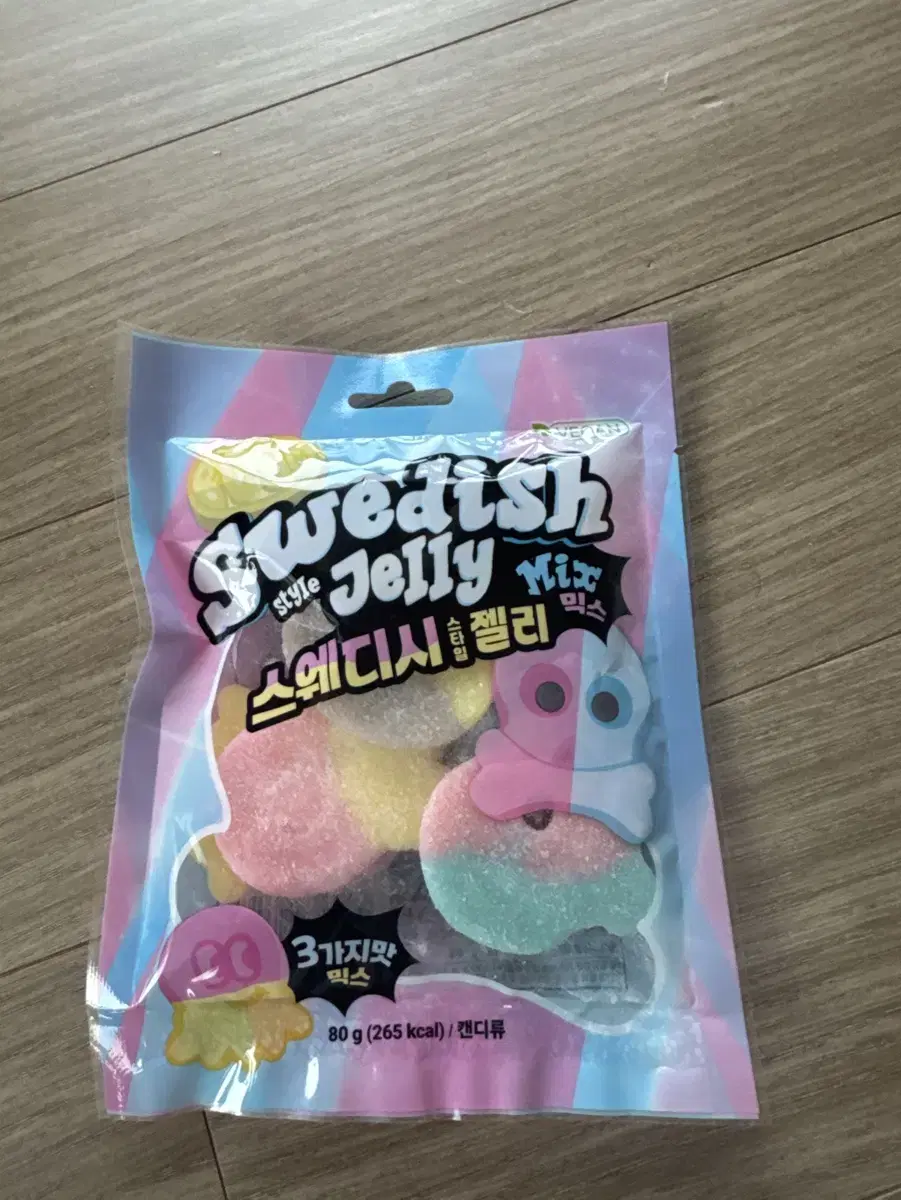 VEGAN
Swedish
style Jelly Mix
믹스
스웨디시 스타일 젤리
3가지맛
믹스
80 g (265 kcal) / 캔디류